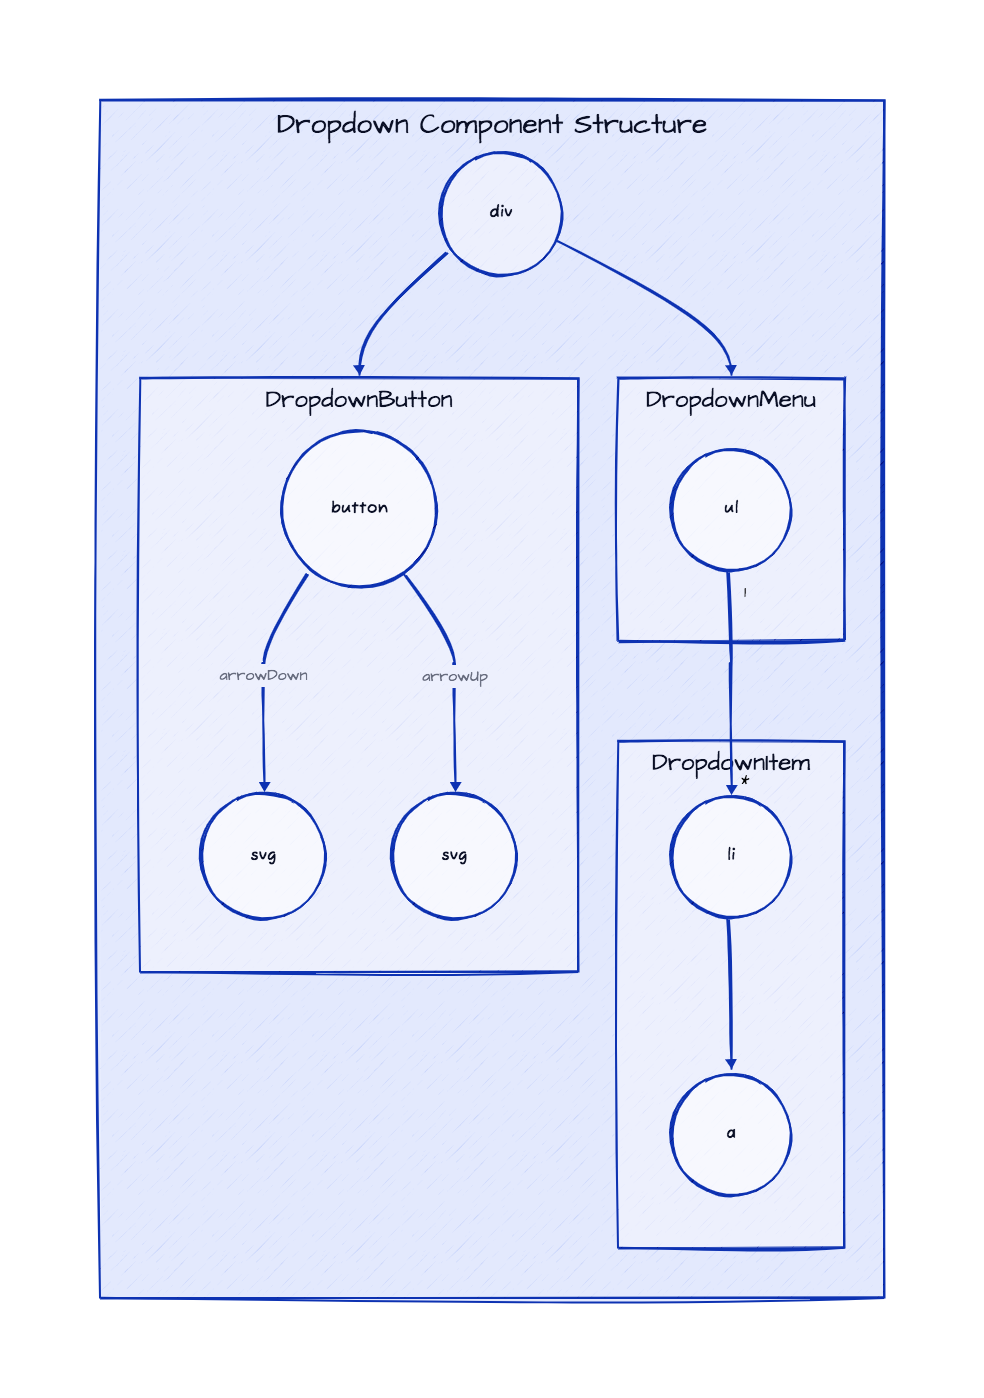 Dropdown Component Structure
div
DropdownButton
DropdownMenu
button
ul
1
arrowDown
arrowUp
DropdownItem
*
svg
svg
li
a